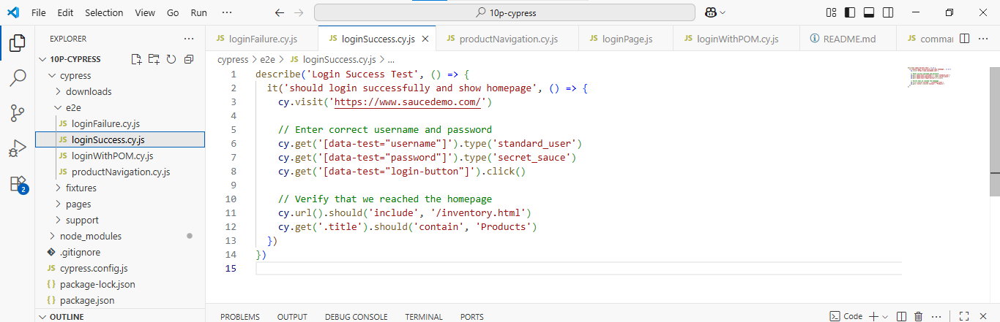 File Edit Selection View Go Run ··· 10p-cypress
EXPLORER ···
10P-CYPRESS
cypress
downloads
e2e
JS loginFailure.cy.js
JS loginSuccess.cy.js
JS loginWithPOM.cy.js
JS productNavigation.cy.js
fixtures
pages
support
node_modules
.gitignore
JS cypress.config.js
{ } package-lock.json
{ } package.json
OUTLINE
2
JS loginFailure.cy.js JS loginSuccess.cy.js JS productNavigation.cy.js JS loginPage.js JS loginWithPOM.cy.js README.md JS commar ···
cypress > e2e > JS loginSuccess.cy.js > ...
1 describe('Login Success Test', () => {
2 it('should login successfully and show homepage', () => {
3 cy.visit('https://www.saucedemo.com/')
4
5 // Enter correct username and password
6 cy.get('[data-test="username"]').type('standard_user')
7 cy.get('[data-test="password"]').type('secret_sauce')
8 cy.get('[data-test="login-button"]').click()
9
10 // Verify that we reached the homepage
11 cy.url().should('include', '/inventory.html')
12 cy.get('.title').should('contain', 'Products')
13 })
14 })
15
PROBLEMS OUTPUT DEBUG CONSOLE TERMINAL PORTS Code ···